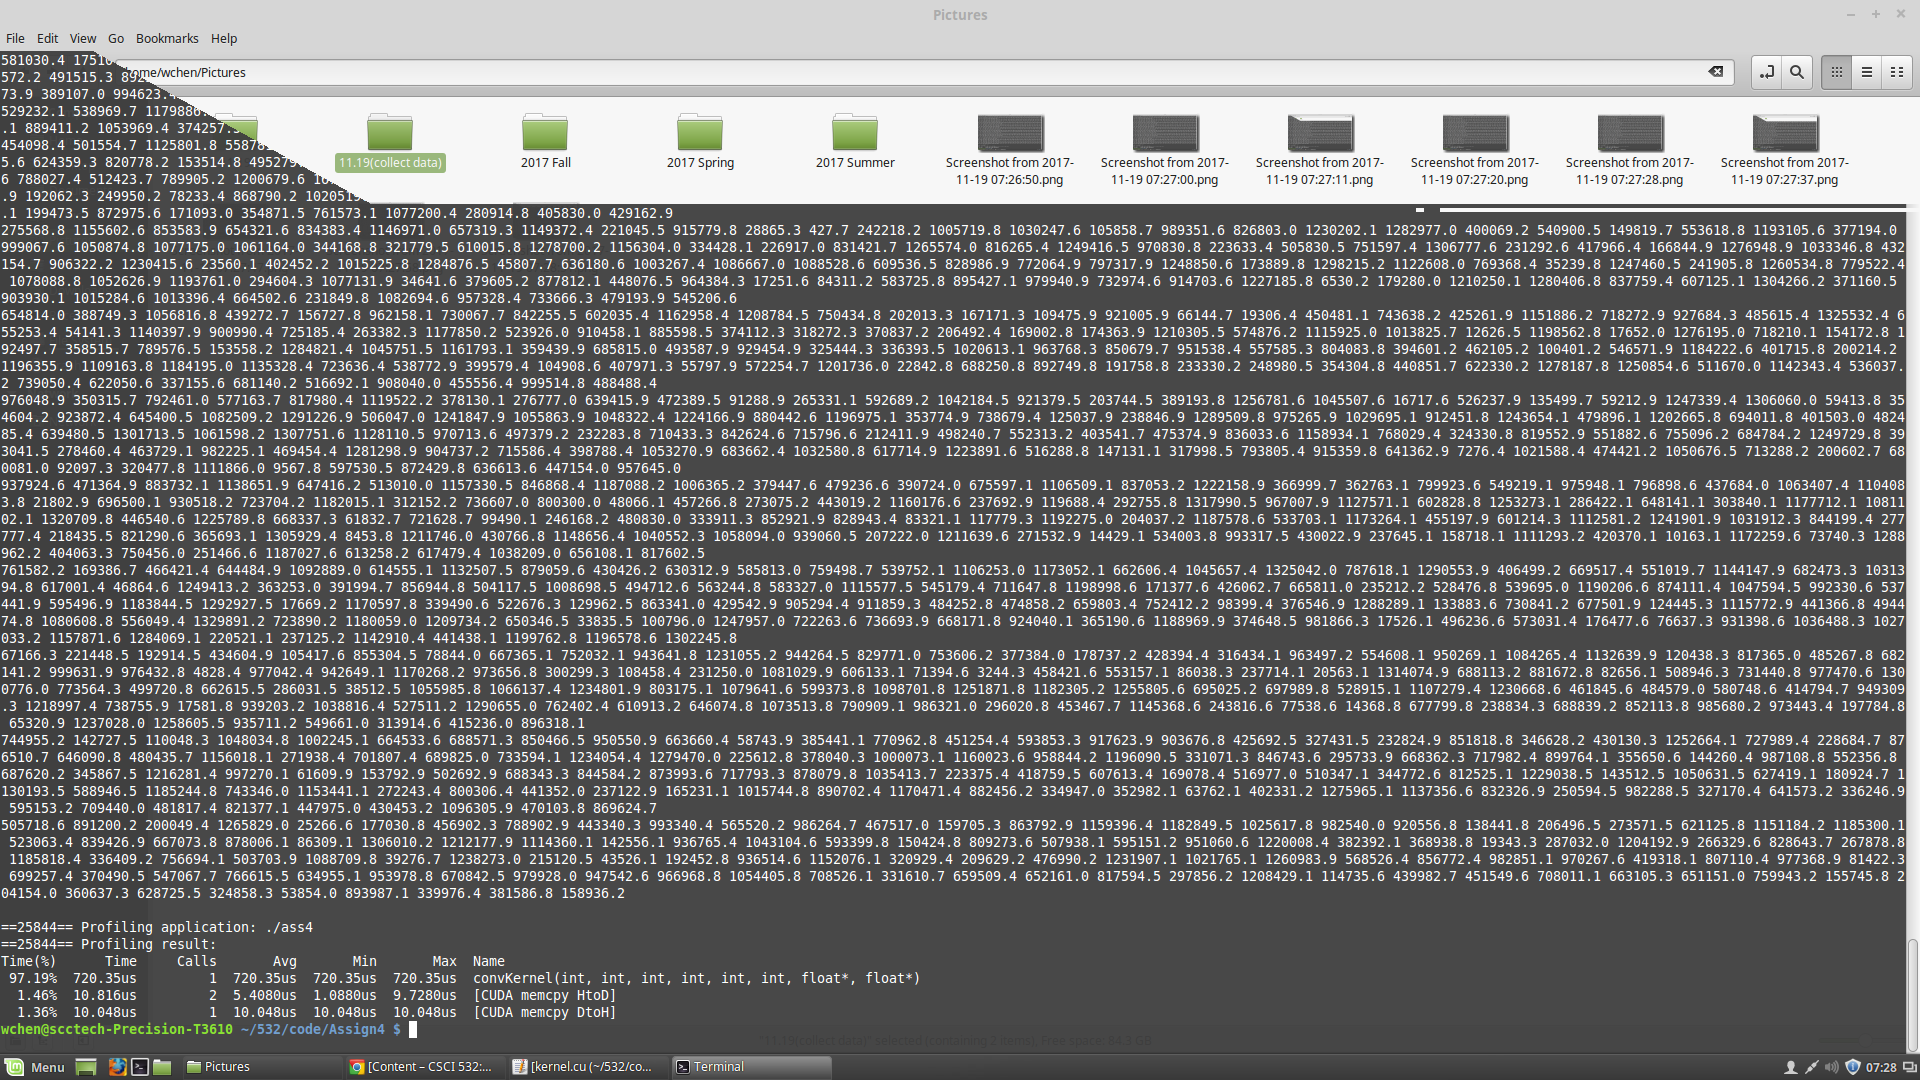 Pictures
File Edit View Go Bookmarks Help
581030.4 1751
home/wchen/Pictures
572.2 491515.3 892
73.9 389107.0 994623.
529232.1 538969.7 1179886
.1 889411.2 1053969.4 374257.
454098.4 501554.7 1125801.8 5587
5.6 624359.3 820778.2 153514.8 495279
11.19(collect data) 2017 Fall 2017 Spring 2017 Summer Screenshot from 2017-11-19 07:26:50.png Screenshot from 2017-11-19 07:27:00.png Screenshot from 2017-11-19 07:27:11.png Screenshot from 2017-11-19 07:27:20.png Screenshot from 2017-11-19 07:27:28.png Screenshot from 2017-11-19 07:27:37.png
6 788027.4 512423.7 789905.2 1200679.6 1
.9 192062.3 249950.2 78233.4 868790.2 102051
.1 199473.5 872975.6 171093.0 354871.5 761573.1 1077200.4 280914.8 405830.0 429162.9
275568.8 1155602.6 853583.9 654321.6 834383.4 1146971.0 657319.3 1149372.4 221045.5 915779.8 28865.3 427.7 242218.2 1005719.8 1030247.6 105858.7 989351.6 826803.0 1230202.1 1282977.0 400069.2 540900.5 149819.7 553618.8 1193105.6 377194.0
999067.6 1050874.8 1077175.0 1061164.0 344168.8 321779.5 610015.8 1278700.2 1156304.0 334428.1 226917.0 831421.7 1265574.0 816265.4 1249416.5 970830.8 223633.4 505830.5 751597.4 1306777.6 231292.6 417966.4 166844.9 1276948.9 1033346.8 432
154.7 906322.2 1230415.6 23560.1 402452.2 1015225.8 1284876.5 45807.7 636180.6 1003267.4 1086667.0 1088528.6 609536.5 828986.9 772064.9 797317.9 1248850.6 173889.8 1298215.2 1122608.0 769368.4 35239.8 1247460.5 241905.8 1260534.8 779522.4
1078088.8 1052626.9 1193761.0 294604.3 1077131.9 34641.6 379605.2 877812.1 448076.5 964384.3 17251.6 84311.2 583725.8 895427.1 979940.9 732974.6 914703.6 1227185.8 6530.2 179280.0 1210250.1 1280406.8 837759.4 607125.1 1304266.2 371160.5
903930.1 1015284.6 1013396.4 664502.6 231849.8 1082694.6 957328.4 733666.3 479193.9 545206.6
654814.0 388749.3 1056816.8 439272.7 156727.8 962158.1 730067.7 842255.5 602035.4 1162958.4 1208784.5 750434.8 202013.3 167171.3 109475.9 921005.9 66144.7 19306.4 450481.1 743638.2 425261.9 1151886.2 718272.9 927684.3 485615.4 1325532.4 6
55253.4 54141.3 1140397.9 900990.4 725185.4 263382.3 1177850.2 523926.0 910458.1 885598.5 374112.3 318272.3 370837.2 206492.4 169002.8 174363.9 1210305.5 574876.2 1115925.0 1013825.7 12626.5 1198562.8 17652.0 1276195.0 718210.1 154172.8 1
92497.7 358515.7 789576.5 153558.2 1284821.4 1045751.5 1161793.1 359439.9 685815.0 493587.9 929454.9 325444.3 336393.5 1020613.1 963768.3 850679.7 951538.4 557585.3 804083.8 394601.2 462105.2 100401.2 546571.9 1184222.6 401715.8 200214.2
1196355.9 1109163.8 1184195.0 1135328.4 723636.4 538772.9 399579.4 104908.6 407971.3 55797.9 572254.7 1201736.0 22842.8 688250.8 892749.8 191758.8 233330.2 248980.5 354304.8 440851.7 622330.2 1278187.8 1250854.6 511670.0 1142343.4 536037.
2 739050.4 622050.6 337155.6 681140.2 516692.1 908040.0 455556.4 999514.8 488488.4
976048.9 350315.7 792461.0 577163.7 817980.4 1119522.2 378130.1 276777.0 639415.9 472389.5 91288.9 265331.1 592689.2 1042184.5 921379.5 203744.5 389193.8 1256781.6 1045507.6 16717.6 526237.9 135499.7 59212.9 1247339.4 1306060.0 59413.8 35
4604.2 923872.4 645400.5 1082509.2 1291226.9 506047.0 1241847.9 1055863.9 1048322.4 1224166.9 880442.6 1196975.1 353774.9 738679.4 125037.9 238846.9 1289509.8 975265.9 1029695.1 912451.8 1243654.1 479896.1 1202665.8 694011.8 401503.0 4824
85.4 639480.5 1301713.5 1061598.2 1307751.6 1128110.5 970713.6 497379.2 232283.8 710433.3 842624.6 715796.6 212411.9 498240.7 552313.2 403541.7 475374.9 836033.6 1158934.1 768029.4 324330.8 819552.9 551882.6 755096.2 684784.2 1249729.8 39
3041.5 278460.4 463729.1 982225.1 469454.4 1281298.9 904737.2 715586.4 398788.4 1053270.9 683662.4 1032580.8 617714.9 1223891.6 516288.8 147131.1 317998.5 793805.4 915359.8 641362.9 7276.4 1021588.4 474421.2 1050676.5 713288.2 200602.7 68
0081.0 92097.3 320477.8 1111866.0 9567.8 597530.5 872429.8 636613.6 447154.0 957645.0
937924.6 471364.9 883732.1 1138651.9 647416.2 513010.0 1157330.5 846868.4 1187088.2 1006365.2 379447.6 479236.6 390724.0 675597.1 1106509.1 837053.2 1222158.9 366999.7 362763.1 799923.6 549219.1 975948.1 796898.6 437684.0 1063407.4 110408
3.8 21802.9 696500.1 930518.2 723704.2 1182015.1 312152.2 736607.0 800300.0 48066.1 457266.8 273075.2 443019.2 1160176.6 237692.9 119688.4 292755.8 1317990.5 967007.9 1127571.1 602828.8 1253273.1 286422.1 648141.1 303840.1 1177712.1 10811
02.1 1320709.8 446540.6 1225789.8 668337.3 61832.7 721628.7 99490.1 246168.2 480830.0 333911.3 852921.9 828943.4 83321.1 117779.3 1192275.0 204037.2 1187578.6 533703.1 1173264.1 455197.9 601214.3 1112581.2 1241901.9 1031912.3 844199.4 277
777.4 218435.5 821290.6 365693.1 1305929.4 8453.8 1211746.0 430766.8 1148656.4 1040552.3 1058094.0 939060.5 207222.0 1211639.6 271532.9 14429.1 534003.8 993317.5 430022.9 237645.1 158718.1 1111293.2 420370.1 10163.1 1172259.6 73740.3 1288
962.2 404063.3 750456.0 251466.6 1187027.6 613258.2 617479.4 1038209.0 656108.1 817602.5
761582.2 169386.7 466421.4 644484.9 1092889.0 614555.1 1132507.5 879059.6 430426.2 630312.9 585813.0 759498.7 539752.1 1106253.0 1173052.1 662606.4 1045657.4 1325042.0 787618.1 1290553.9 406499.2 669517.4 551019.7 1144147.9 682473.3 10313
94.8 617001.4 46864.6 1249413.2 363253.0 391994.7 856944.8 504117.5 1008698.5 494712.6 563244.8 583327.0 1115577.5 545179.4 711647.8 1198998.6 171377.6 426062.7 665811.0 235212.2 528476.8 539695.0 1190206.6 874111.4 1047594.5 992330.6 537
441.9 595496.9 1183844.5 1292927.5 17669.2 1170597.8 339490.6 522676.3 129962.5 863341.0 429542.9 905294.4 911859.3 484252.8 474858.2 659803.4 752412.2 98399.4 376546.9 1288289.1 133883.6 730841.2 677501.9 124445.3 1115772.9 441366.8 4944
74.8 1080608.8 556049.4 1329891.2 723890.2 1180059.0 1209734.2 650346.5 33835.5 100796.0 1247957.0 722263.6 736693.9 668171.8 924040.1 365190.6 1188969.9 374648.5 981866.3 17526.1 496236.6 573031.4 176477.6 76637.3 931398.6 1036488.3 1027
033.2 1157871.6 1284069.1 220521.1 237125.2 1142910.4 441438.1 1199762.8 1196578.6 1302245.8
67166.3 221448.5 192914.5 434604.9 105417.6 855304.5 78844.0 667365.1 752032.1 943641.8 1231055.2 944264.5 829771.0 753606.2 377384.0 178737.2 428394.4 316434.1 963497.2 554608.1 950269.1 1084265.4 1132639.9 120438.3 817365.0 485267.8 682
141.2 999631.9 976432.8 4828.4 977042.4 942649.1 1170268.2 973656.8 300299.3 108458.4 231250.0 1081029.9 606133.1 71394.6 3244.3 458421.6 553157.1 86038.3 237714.1 20563.1 1314074.9 688113.2 881672.8 82656.1 508946.3 731440.8 977470.6 130
0776.0 773564.3 499720.8 662615.5 286031.5 38512.5 1055985.8 1066137.4 1234801.9 803175.1 1079641.6 599373.8 1098701.8 1251871.8 1182305.2 1255805.6 695025.2 697989.8 528915.1 1107279.4 1230668.6 461845.6 484579.0 580748.6 414794.7 949309
.3 1218997.4 738755.9 17581.8 939203.2 1038816.4 527511.2 1290655.0 762402.4 610913.2 646074.8 1073513.8 790909.1 986321.0 296020.8 453467.7 1145368.6 243816.6 77538.6 14368.8 677799.8 238834.3 688839.2 852113.8 985680.2 973443.4 197784.8
65320.9 1237028.0 1258605.5 935711.2 549661.0 313914.6 415236.0 896318.1
744955.2 142727.5 110048.3 1048034.8 1002245.1 664533.6 688571.3 850466.5 950550.9 663660.4 58743.9 385441.1 770962.8 451254.4 593853.3 917623.9 903676.8 425692.5 327431.5 232824.9 851818.8 346628.2 430130.3 1252664.1 727989.4 228684.7 87
6510.7 646090.8 480435.7 1156018.1 271938.4 701807.4 689825.0 733594.1 1234054.4 1279470.0 225612.8 378040.3 1000073.1 1160023.6 958844.2 1196090.5 331071.3 846743.6 295733.9 668362.3 717982.4 899764.1 355650.6 144260.4 987108.8 552356.8
687620.2 345867.5 1216281.4 997270.1 61609.9 153792.9 502692.9 688343.3 844584.2 873993.6 717793.3 878079.8 1035413.7 223375.4 418759.5 607613.4 169078.4 516977.0 510347.1 344772.6 812525.1 1229038.5 143512.5 1050631.5 627419.1 180924.7 1
130193.5 588946.5 1185244.8 743346.0 1153441.1 272243.4 800306.4 441352.0 237122.9 165231.1 1015744.8 890702.4 1170471.4 882456.2 334947.0 352982.1 63762.1 402331.2 1275965.1 1137356.6 832326.9 250594.5 982288.5 327170.4 641573.2 336246.9
595153.2 709440.0 481817.4 821377.1 447975.0 430453.2 1096305.9 470103.8 869624.7
505718.6 891200.2 200049.4 1265829.0 25266.6 177030.8 456902.3 788902.9 443340.3 993340.4 565520.2 986264.7 467517.0 159705.3 863792.9 1159396.4 1182849.5 1025617.8 982540.0 920556.8 138441.8 206496.5 273571.5 621125.8 1151184.2 1185300.1
523063.4 839426.9 667073.8 878006.1 86309.1 1306010.2 1212177.9 1114360.1 142556.1 936765.4 1043104.6 593399.8 150424.8 809273.6 507938.1 595151.2 951060.6 1220008.4 382392.1 368938.8 19343.3 287032.0 1204192.9 266329.6 828643.7 267878.8
1185818.4 336409.2 756694.1 503703.9 1088709.8 39276.7 1238273.0 215120.5 43526.1 192452.8 936514.6 1152076.1 320929.4 209629.2 476990.2 1231907.1 1021765.1 1260983.9 568526.4 856772.4 982851.1 970267.6 419318.1 807110.4 977368.9 81422.3
699257.4 370490.5 547067.7 766615.5 634955.1 953978.8 670842.5 979928.0 947542.6 966968.8 1054405.8 708526.1 331610.7 659509.4 652161.0 817594.5 297856.2 1208429.1 114735.6 439982.7 451549.6 708011.1 663105.3 651151.0 759943.2 155745.8 2
04154.0 360637.3 628725.5 324858.3 53854.0 893987.1 339976.4 381586.8 158936.2
==25844== Profiling application: ./ass4
==25844== Profiling result:
Time(%) Time Calls Avg Min Max Name
97.19% 720.35us 1 720.35us 720.35us 720.35us convKernel(int, int, int, int, int, int, float*, float*)
1.46% 10.816us 2 5.4080us 1.0880us 9.7280us [CUDA memcpy HtoD]
1.36% 10.048us 1 10.048us 10.048us 10.048us [CUDA memcpy DtoH]
wchen@scctech-Precision-T3610 ~/532/code/Assign4 $
Menu Pictures [Content – CSCI 532:... [kernel.cu (~/532/co... Terminal 07:28